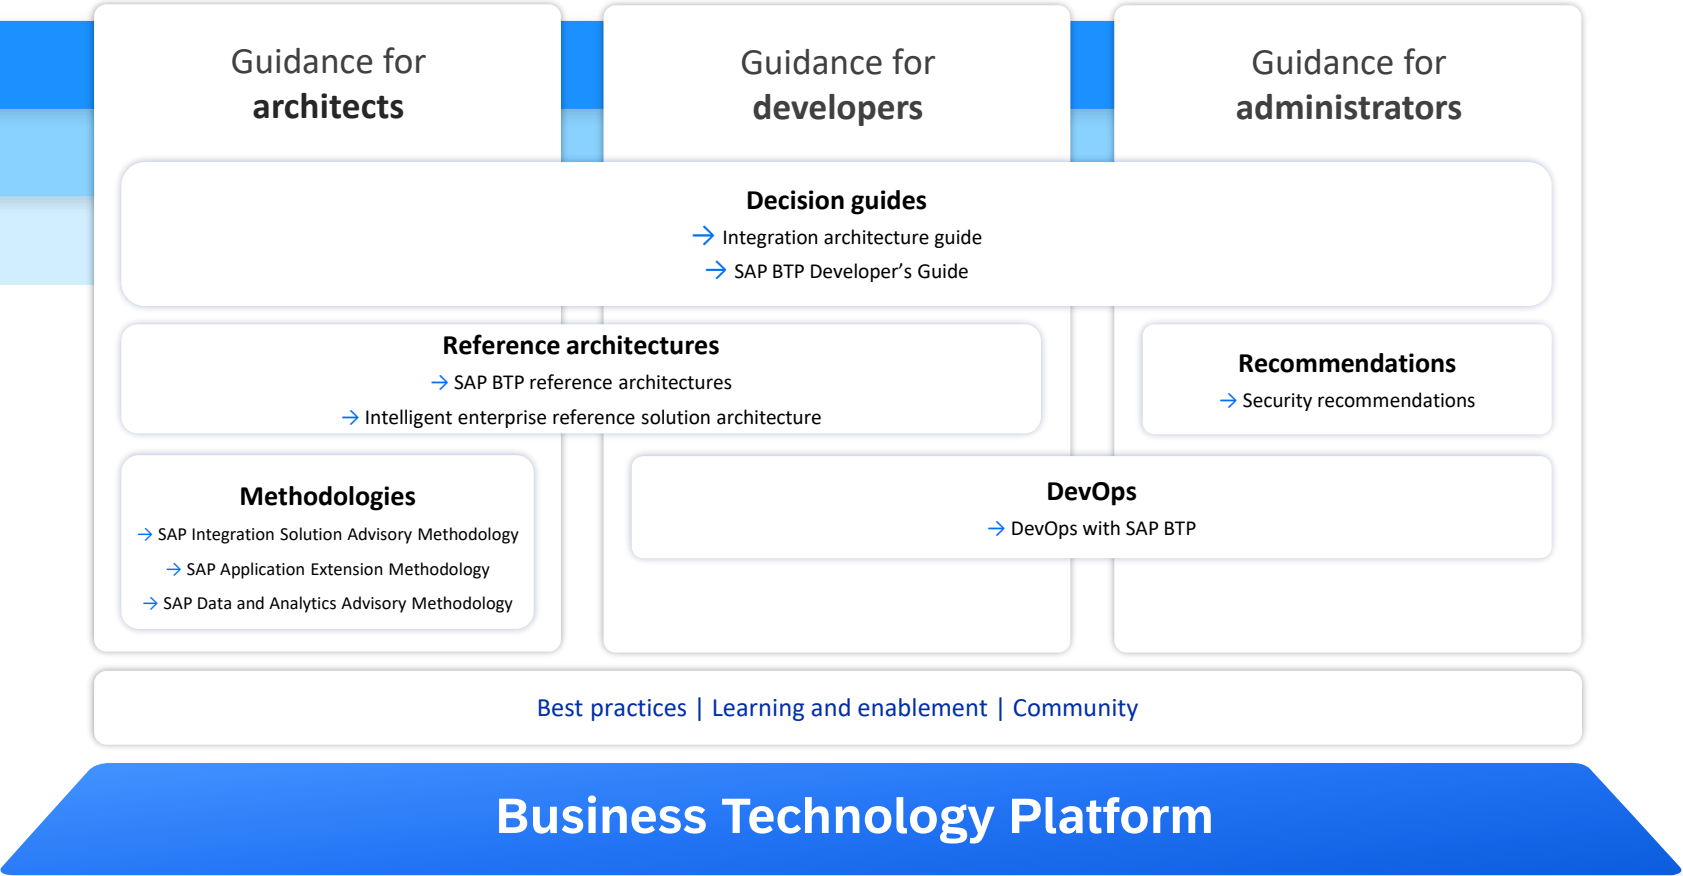 Guidance for
architects
Guidance for
developers
Guidance for
administrators
Decision guides
→ Integration architecture guide
→ SAP BTP Developer’s Guide
Reference architectures
→ SAP BTP reference architectures
→ Intelligent enterprise reference solution architecture
Recommendations
→ Security recommendations
Methodologies
→ SAP Integration Solution Advisory Methodology
→ SAP Application Extension Methodology
→ SAP Data and Analytics Advisory Methodology
DevOps
→ DevOps with SAP BTP
Best practices | Learning and enablement | Community
Business Technology Platform